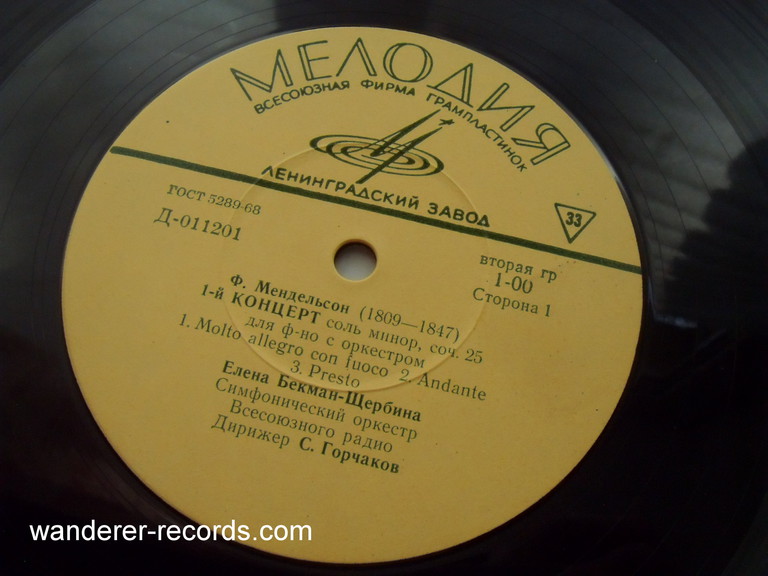 МЕЛОДИЯ
ВСЕСОЮЗНАЯ ФИРМА ГРАМПЛАСТИНОК
ЛЕНИНГРАДСКИЙ ЗАВОД
33
ГОСТ 5289-68
Д-011201
вторая гр
1-00
Сторона 1
Ф. Мендельсон (1809—1847)
1-й КОНЦЕРТ соль минор, соч. 25
для ф-но с оркестром
1. Molto allegro con fuoco 2. Andante
3. Presto
Елена Бекман-Щербина
Симфонический оркестр
Всесоюзного радио
Дирижер С. Горчаков
wanderer-records.com